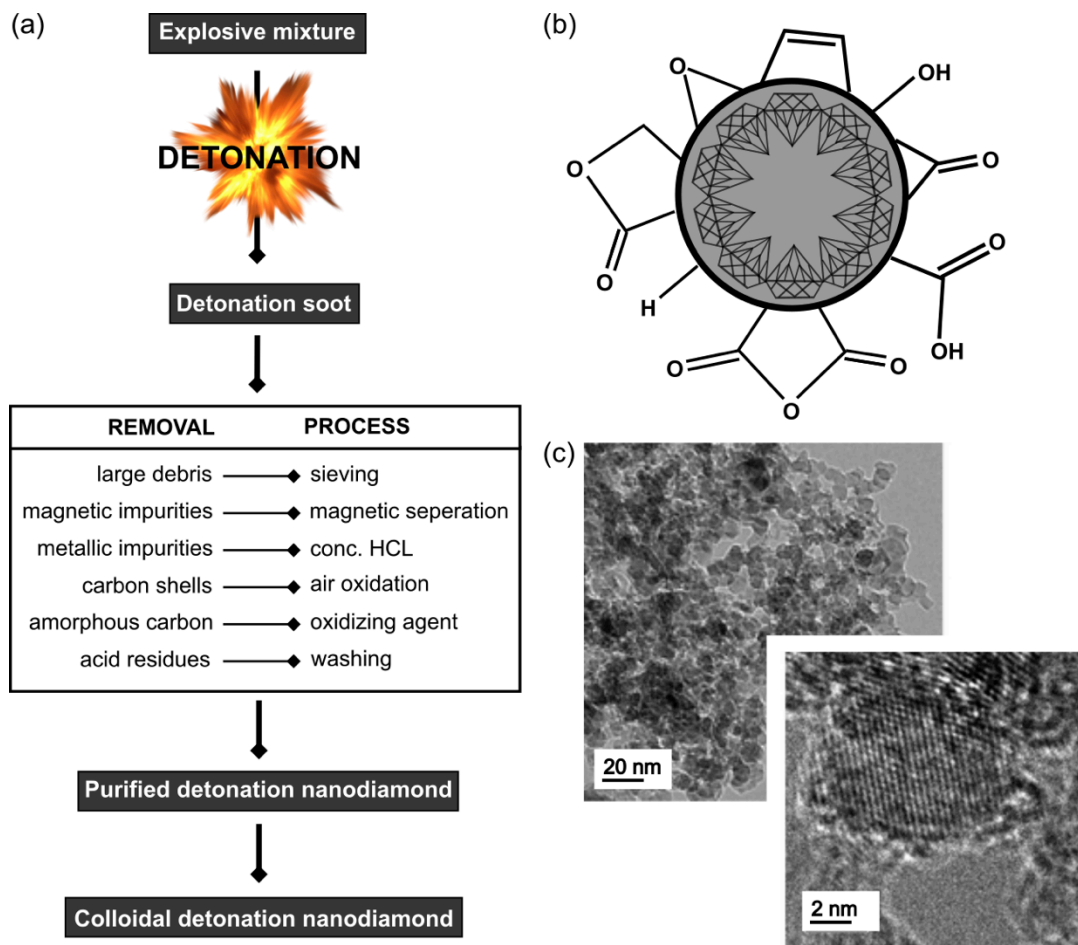 (a)
Explosive mixture
DETONATION
Detonation soot
REMOVAL PROCESS
large debris sieving
magnetic impurities magnetic seperation
metallic impurities conc. HCL
carbon shells air oxidation
amorphous carbon oxidizing agent
acid residues washing
Purified detonation nanodiamond
Colloidal detonation nanodiamond
(b)
O
OH
O
O
O
O
H
OH
O
O
O
(c)
20 nm
2 nm